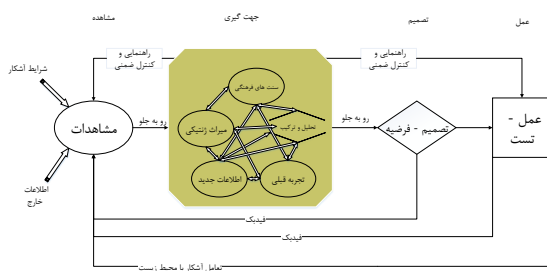 مشاهده
جهت گیری
تصمیم
عمل
راهنمایی و
کنترل ضمنی
راهنمایی و
کنترل ضمنی
شرایط آشکار
سنت های فرهنگی
مشاهدات
رو به جلو
میراث ژنتیکی
تحلیل و ترکیب
رو به جلو
تصمیم - فرضیه
عمل -
تست
اطلاعات جدید
تجربه قبلی
اطلاعات
خارج
فیدبک
فیدبک
تعامل آشکار با محیط زیست